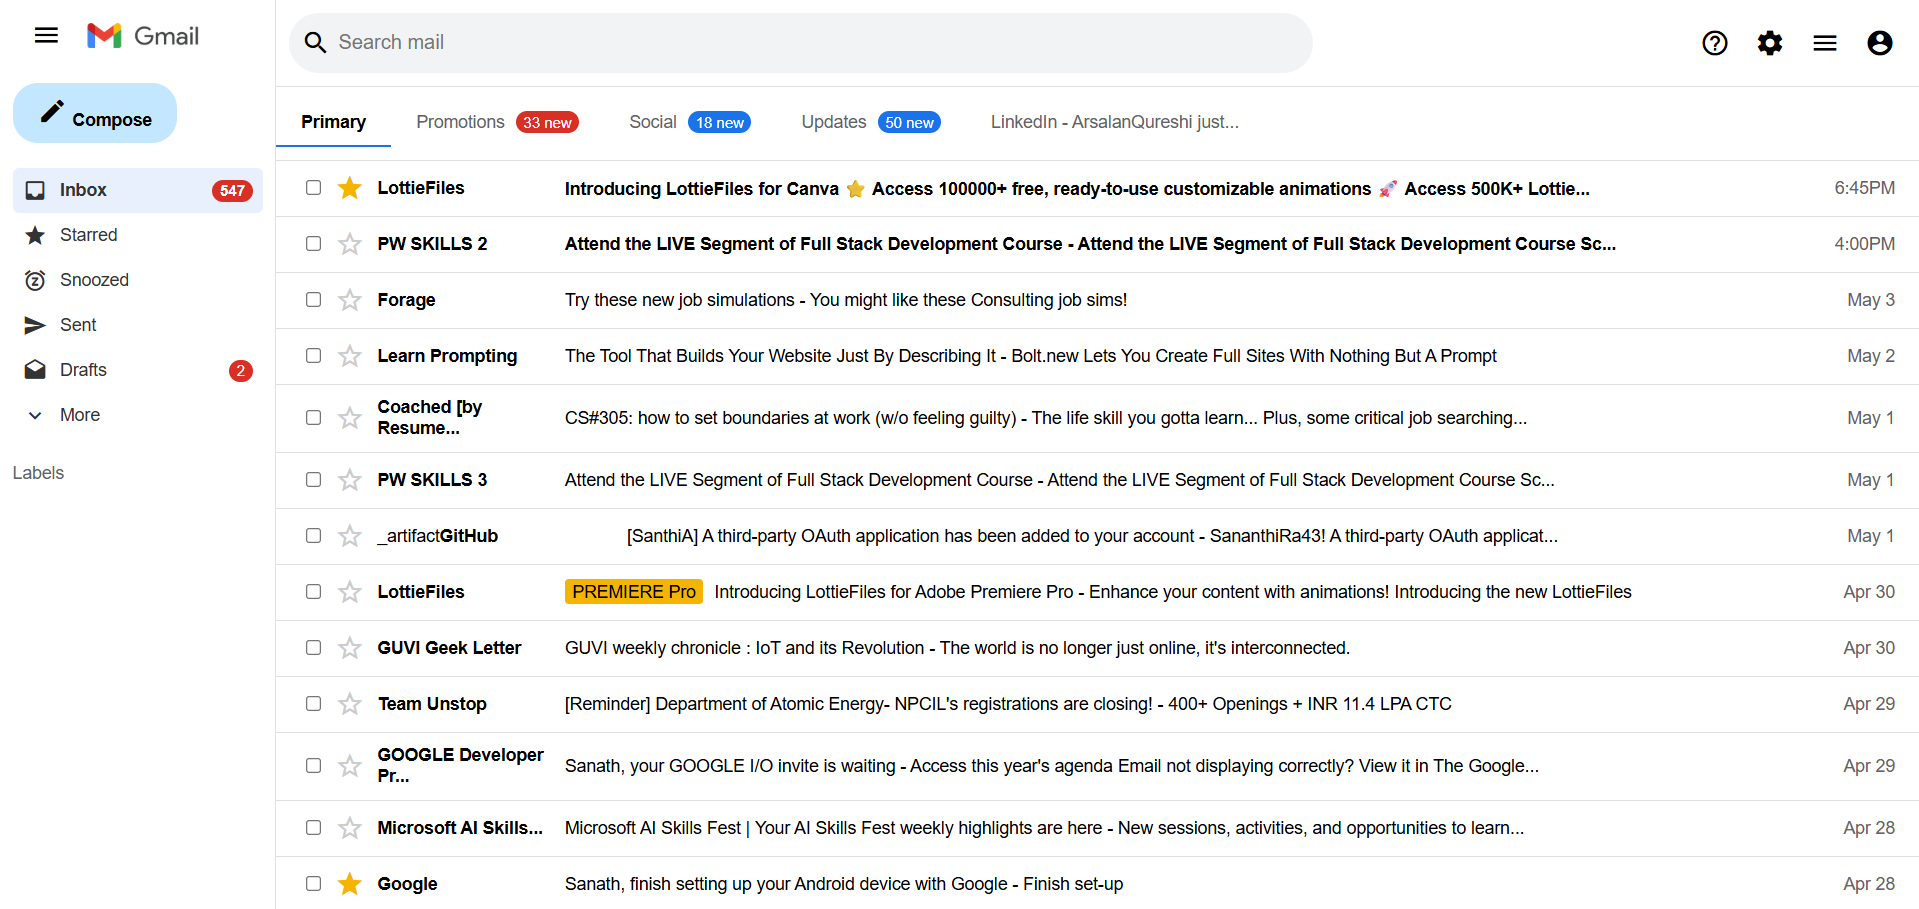 Gmail
Search mail
Compose
Inbox 547
Starred
Snoozed
Sent
Drafts 2
More
Labels
Primary Promotions 33 new Social 18 new Updates 50 new LinkedIn - ArsalanQureshi just...
LottieFiles Introducing LottieFiles for Canva ⭐ Access 100000+ free, ready-to-use customizable animations 🚀 Access 500K+ Lottie... 6:45PM
PW SKILLS 2 Attend the LIVE Segment of Full Stack Development Course - Attend the LIVE Segment of Full Stack Development Course Sc... 4:00PM
Forage Try these new job simulations - You might like these Consulting job sims! May 3
Learn Prompting The Tool That Builds Your Website Just By Describing It - Bolt.new Lets You Create Full Sites With Nothing But A Prompt May 2
Coached [by
Resume... CS#305: how to set boundaries at work (w/o feeling guilty) - The life skill you gotta learn... Plus, some critical job searching... May 1
PW SKILLS 3 Attend the LIVE Segment of Full Stack Development Course - Attend the LIVE Segment of Full Stack Development Course Sc... May 1
_artifactGitHub [SanthiA] A third-party OAuth application has been added to your account - SananthiRa43! A third-party OAuth applicat... May 1
LottieFiles PREMIERE Pro Introducing LottieFiles for Adobe Premiere Pro - Enhance your content with animations! Introducing the new LottieFiles Apr 30
GUVI Geek Letter GUVI weekly chronicle : IoT and its Revolution - The world is no longer just online, it's interconnected. Apr 30
Team Unstop [Reminder] Department of Atomic Energy- NPCIL's registrations are closing! - 400+ Openings + INR 11.4 LPA CTC Apr 29
GOOGLE Developer
Pr... Sanath, your GOOGLE I/O invite is waiting - Access this year's agenda Email not displaying correctly? View it in The Google... Apr 29
Microsoft AI Skills... Microsoft AI Skills Fest | Your AI Skills Fest weekly highlights are here - New sessions, activities, and opportunities to learn... Apr 28
Google Sanath, finish setting up your Android device with Google - Finish set-up Apr 28